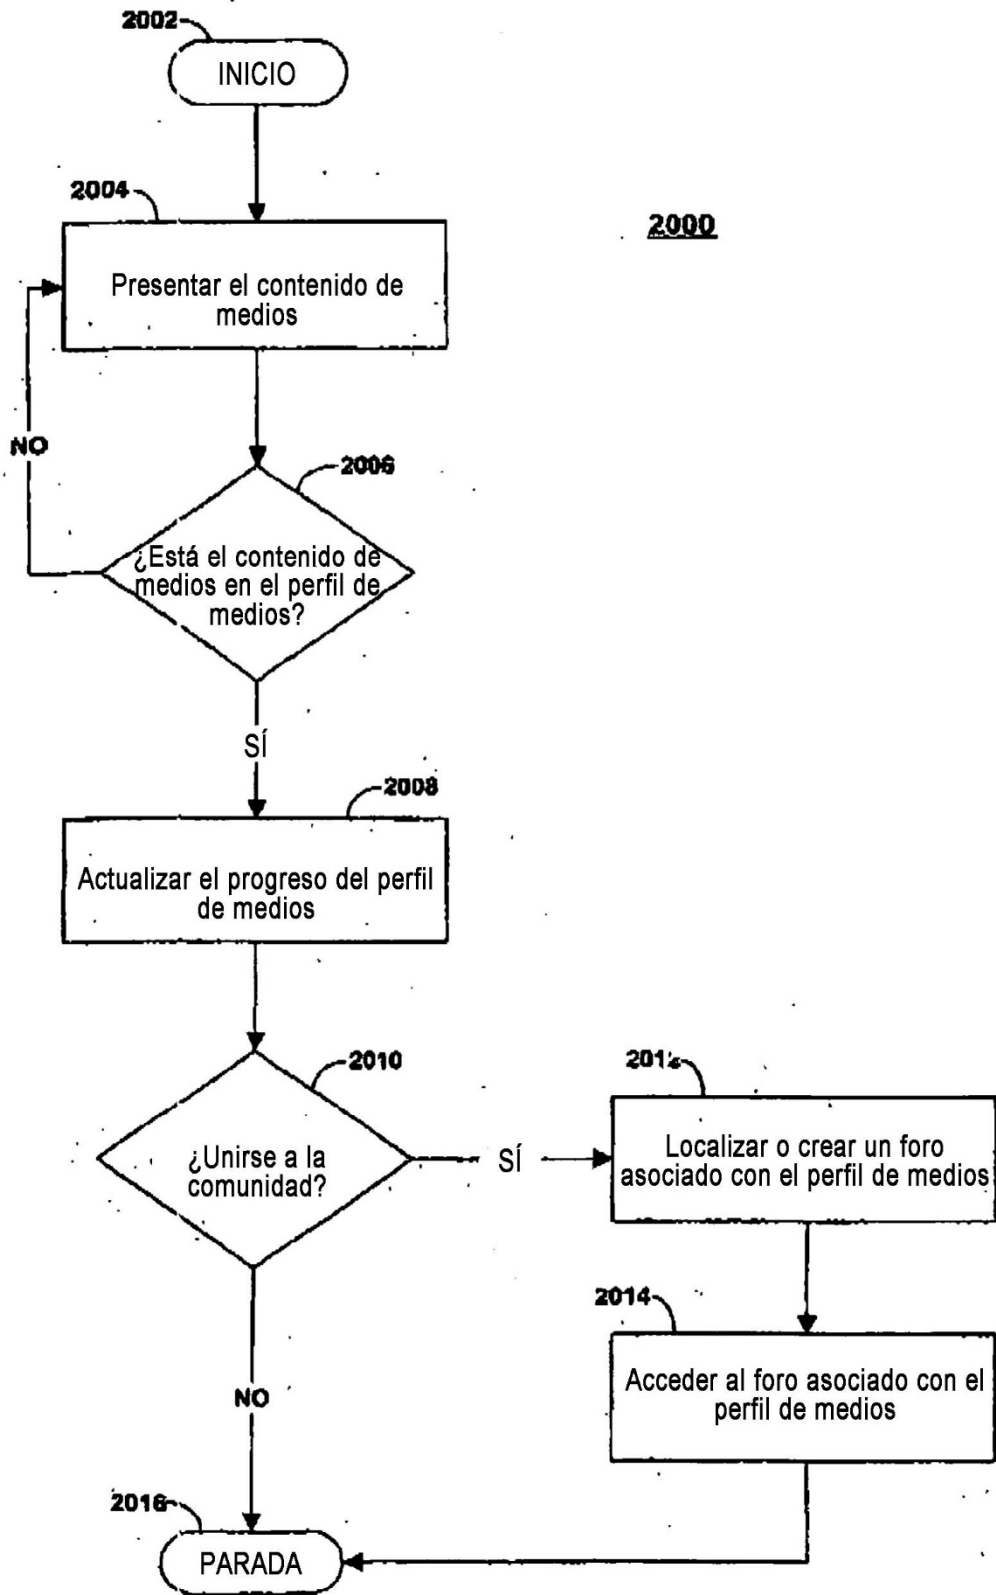 2002
INICIO
2004
2000
Presentar el contenido de
medios
NO
2006
¿Está el contenido de
medios en el perfil de
medios?
SÍ
2008
Actualizar el progreso del perfil
de medios
2010
¿Unirse a la
comunidad?
SÍ
Localizar o crear un foro
asociado con el perfil de medios
2014
Acceder al foro asociado con el
perfil de medios
NO
2016
PARADA